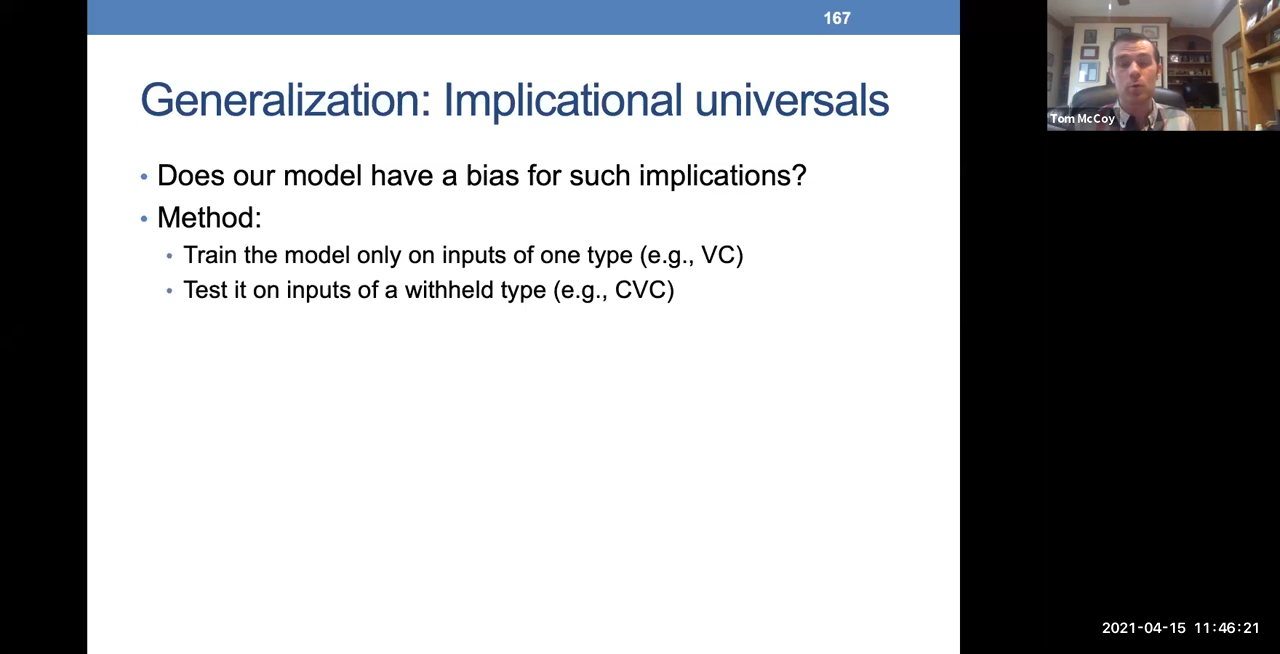 167
Generalization: Implicational universals
• Does our model have a bias for such implications?
• Method:
• Train the model only on inputs of one type (e.g., VC)
• Test it on inputs of a withheld type (e.g., CVC)
Tom McCoy
2021-04-15 11:46:21